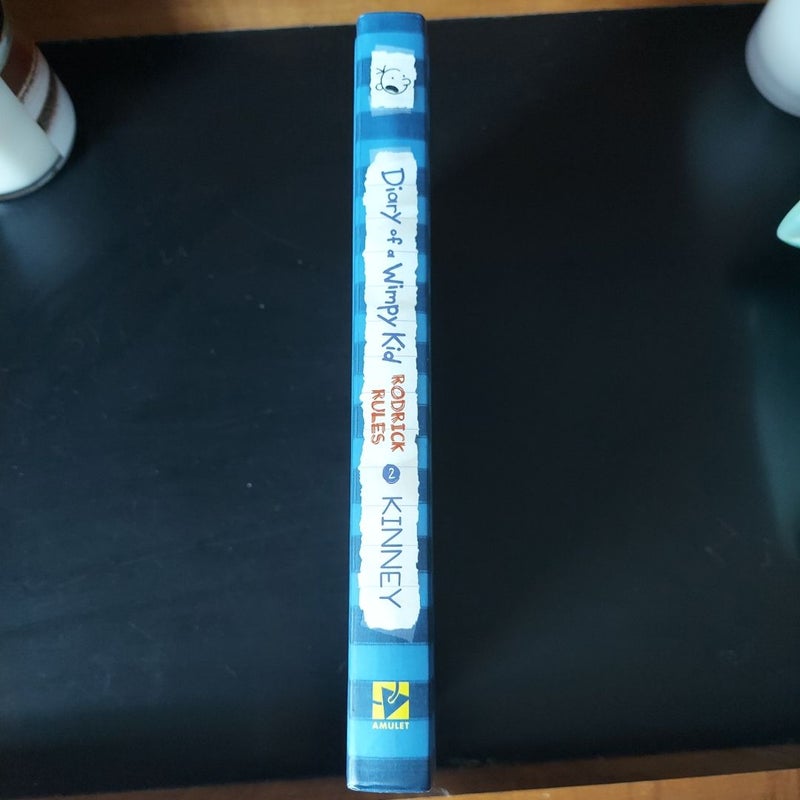 Diary of a Wimpy Kid
RODRICK
RULES
2
KINNEY
AMULET